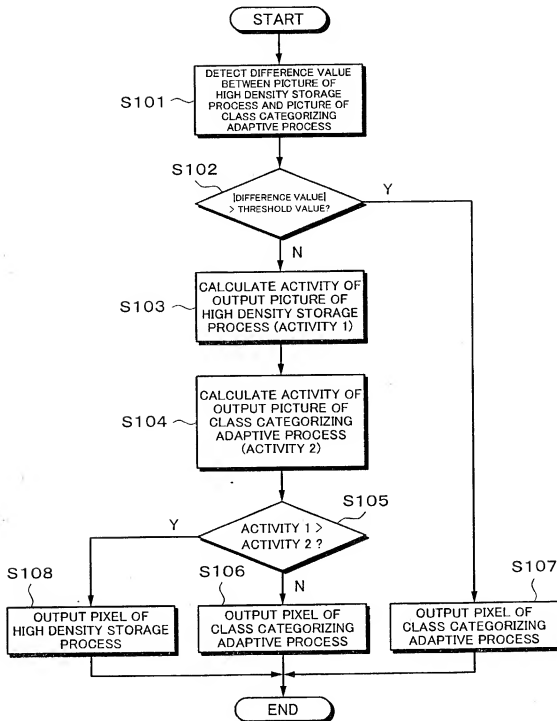 START
S101
DETECT DIFFERENCE VALUE
BETWEEN PICTURE OF
HIGH DENSITY STORAGE
PROCESS AND PICTURE OF
CLASS CATEGORIZING
ADAPTIVE PROCESS
S102
|DIFFERENCE VALUE|
> THRESHOLD VALUE?
Y
N
S103
CALCULATE ACTIVITY OF
OUTPUT PICTURE OF
HIGH DENSITY STORAGE
PROCESS (ACTIVITY 1)
S104
CALCULATE ACTIVITY OF
OUTPUT PICTURE OF
CLASS CATEGORIZING
ADAPTIVE PROCESS
(ACTIVITY 2)
S105
ACTIVITY 1 >
ACTIVITY 2 ?
Y
N
S108
OUTPUT PIXEL OF
HIGH DENSITY STORAGE
PROCESS
S106
OUTPUT PIXEL OF
CLASS CATEGORIZING
ADAPTIVE PROCESS
S107
OUTPUT PIXEL OF
CLASS CATEGORIZING
ADAPTIVE PROCESS
END